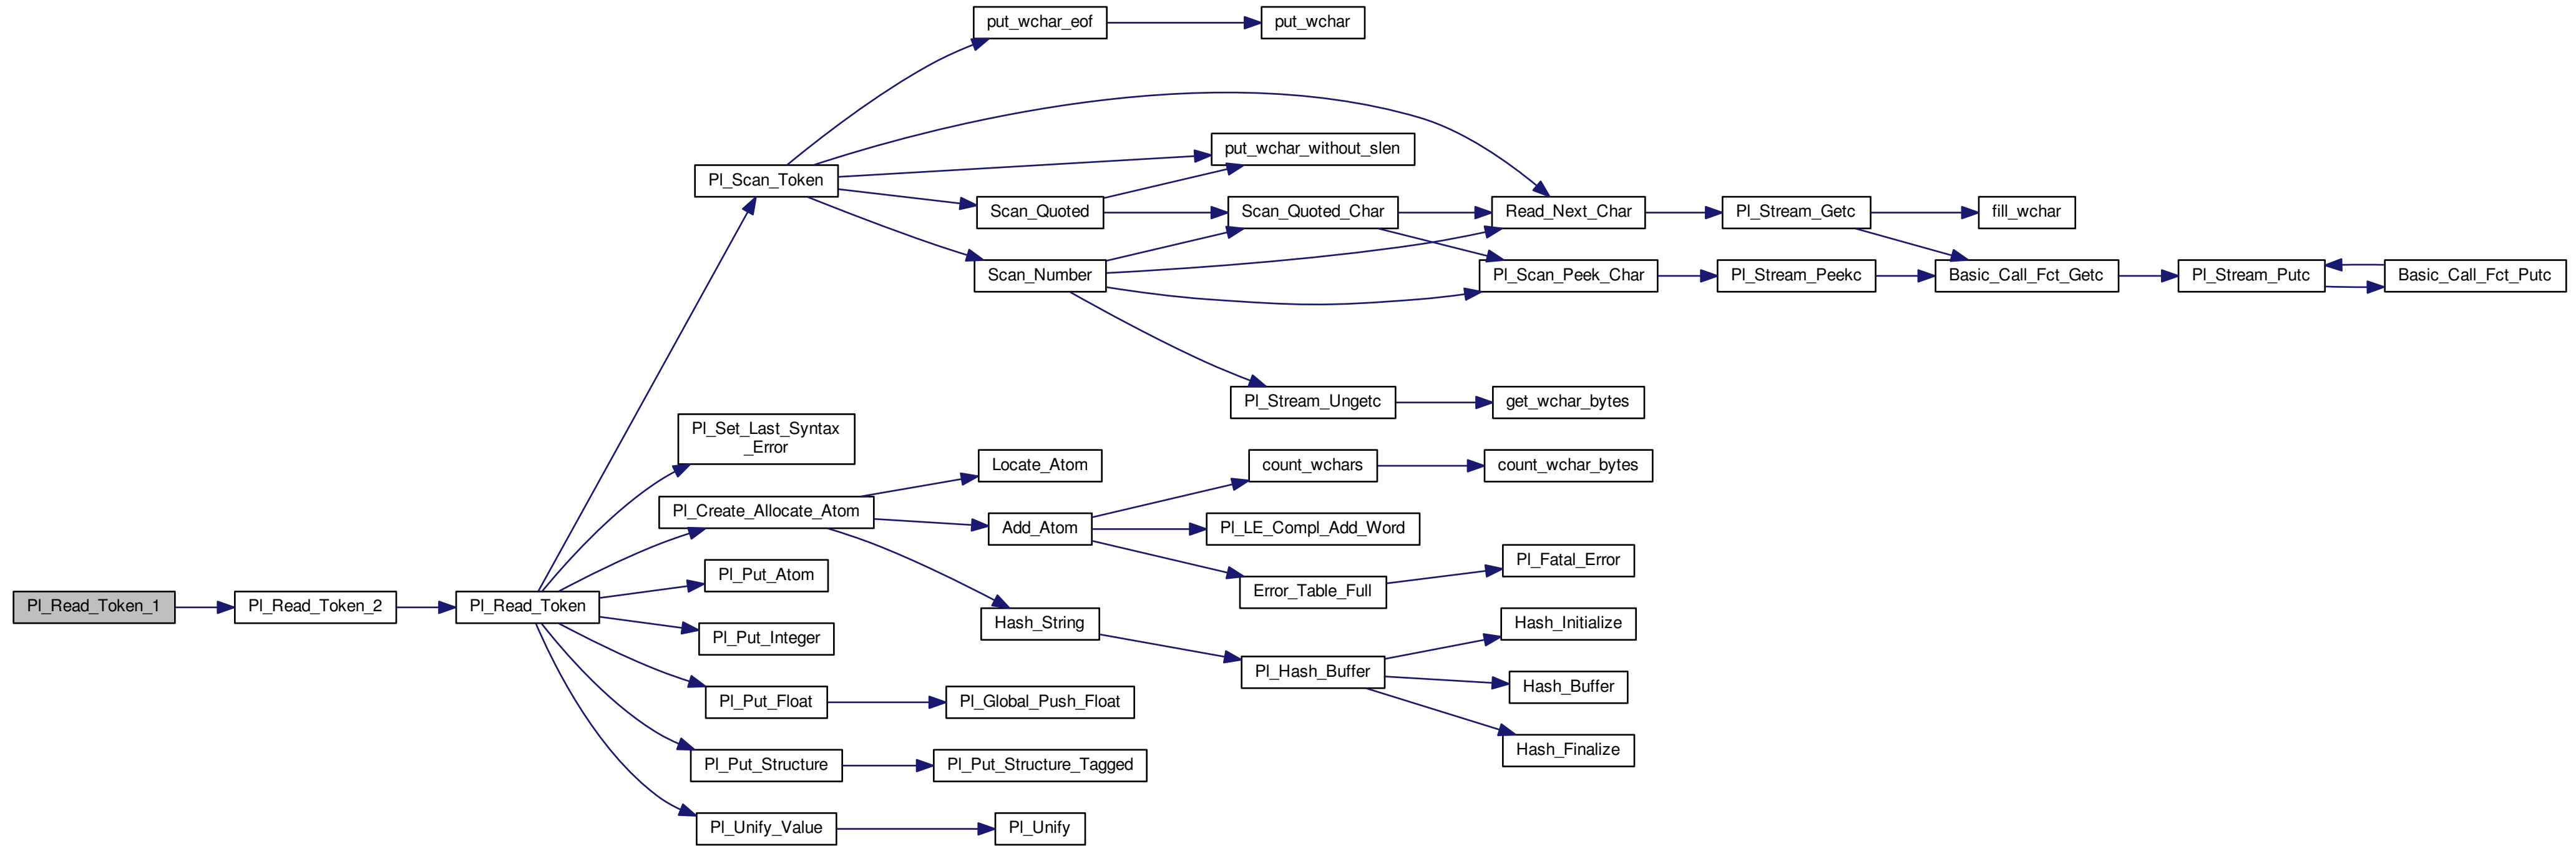 put_wchar_eof
put_wchar
put_wchar_without_slen
Pl_Scan_Token
Scan_Quoted
Scan_Quoted_Char
Read_Next_Char
Pl_Stream_Getc
fill_wchar
Scan_Number
Pl_Scan_Peek_Char
Pl_Stream_Peekc
Basic_Call_Fct_Getc
Pl_Stream_Putc
Basic_Call_Fct_Putc
Pl_Stream_Ungetc
get_wchar_bytes
Pl_Set_Last_Syntax
_Error
Locate_Atom
count_wchars
count_wchar_bytes
Pl_Create_Allocate_Atom
Add_Atom
Pl_LE_Compl_Add_Word
Pl_Fatal_Error
Pl_Put_Atom
Error_Table_Full
Pl_Read_Token_1
Pl_Read_Token_2
Pl_Read_Token
Hash_String
Hash_Initialize
Pl_Put_Integer
Pl_Hash_Buffer
Hash_Buffer
Pl_Put_Float
Pl_Global_Push_Float
Hash_Finalize
Pl_Put_Structure
Pl_Put_Structure_Tagged
Pl_Unify_Value
Pl_Unify